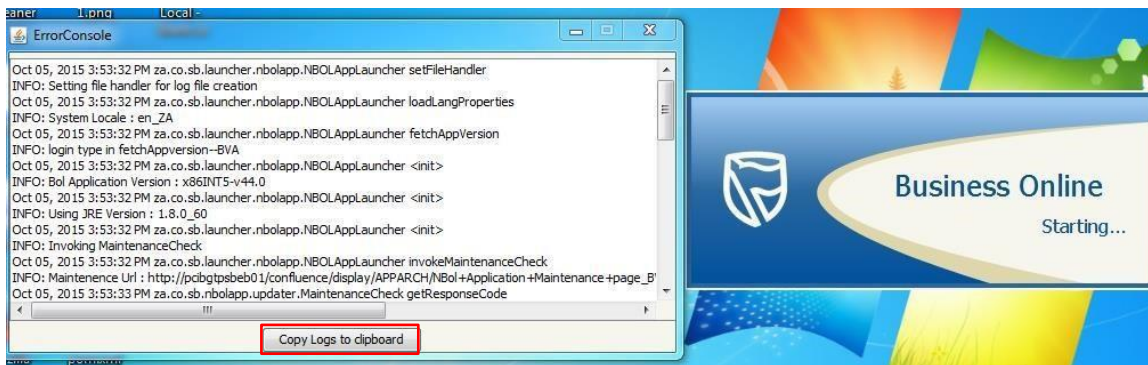 eaner 1.png Local -
ErrorConsole
Oct 05, 2015 3:53:32 PM za.co.sb.launcher.nbolapp.NBOLAppLauncher setFileHandler
INFO: Setting file handler for log file creation
Oct 05, 2015 3:53:32 PM za.co.sb.launcher.nbolapp.NBOLAppLauncher loadLangProperties
INFO: System Locale : en_ZA
Oct 05, 2015 3:53:32 PM za.co.sb.launcher.nbolapp.NBOLAppLauncher fetchAppVersion
INFO: login type in fetchAppversion--BVA
Oct 05, 2015 3:53:32 PM za.co.sb.launcher.nbolapp.NBOLAppLauncher <init>
INFO: Bol Application Version : x86INT5-v44.0
Oct 05, 2015 3:53:32 PM za.co.sb.launcher.nbolapp.NBOLAppLauncher <init>
INFO: Using JRE Version : 1.8.0_60
Oct 05, 2015 3:53:32 PM za.co.sb.launcher.nbolapp.NBOLAppLauncher <init>
INFO: Invoking MaintenanceCheck
Oct 05, 2015 3:53:32 PM za.co.sb.launcher.nbolapp.NBOLAppLauncher invokeMaintenanceCheck
INFO: Maintenence Url : http://pcibgtpsbeb01/confluence/display/APPARCH/NBol+Application+Maintenance+page_B
Oct 05, 2015 3:53:33 PM za.co.sb.nbolapp.updater.MaintenanceCheck getResponseCode
Copy Logs to clipboard
Business Online
Starting...